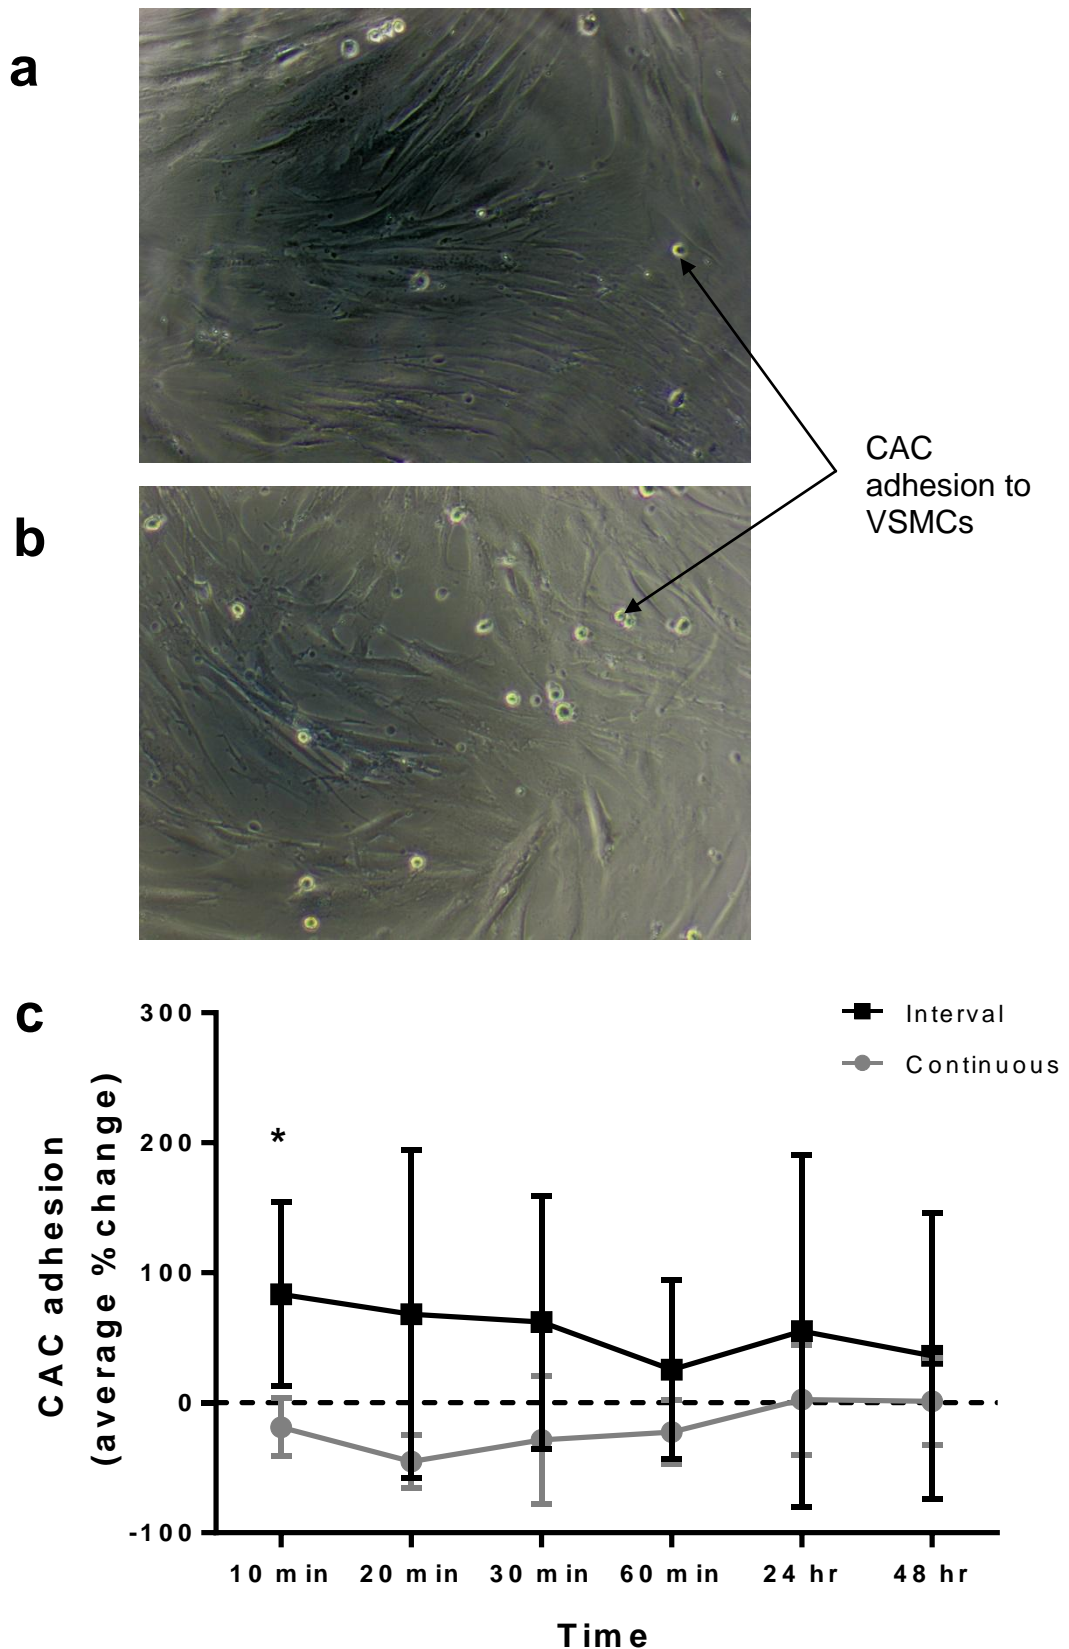 a
CAC
adhesion to
VSMCs
b
c
CAC adhesion
(average %change)
300
200
100
0
-100
*
Interval
Continuous
10 min 20 min 30 min 60 min 24 hr 48 hr
Time